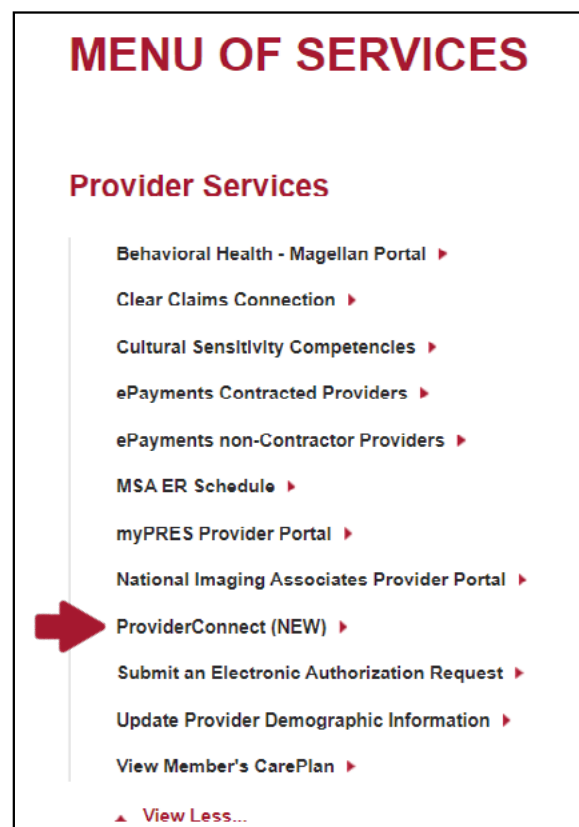 MENU OF SERVICES
Provider Services
Behavioral Health - Magellan Portal
Clear Claims Connection
Cultural Sensitivity Competencies
ePayments Contracted Providers
ePayments non-Contractor Providers
MSA ER Schedule
myPRES Provider Portal
National Imaging Associates Provider Portal
ProviderConnect (NEW)
Submit an Electronic Authorization Request
Update Provider Demographic Information
View Member's CarePlan
View Less...